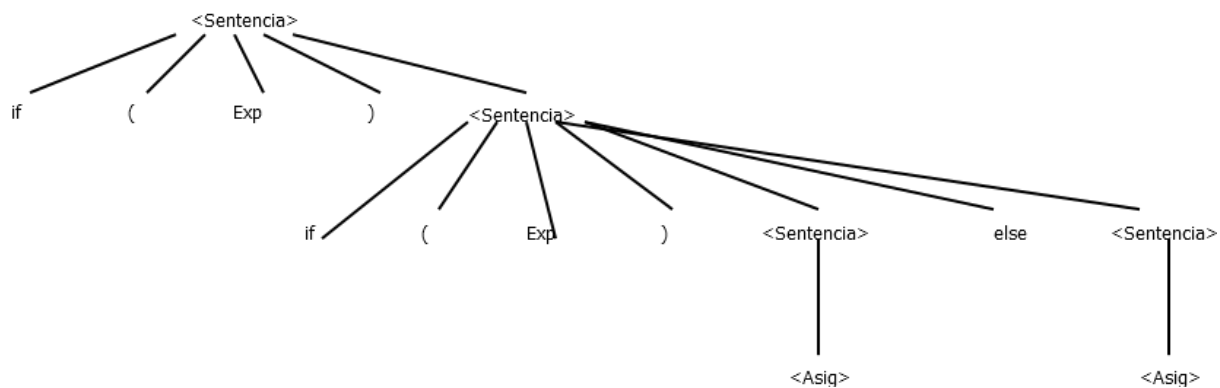 <Sentencia>
if ( Exp ) <Sentencia>
if ( Exp ) <Sentencia> else <Sentencia>
<Asig> <Asig>